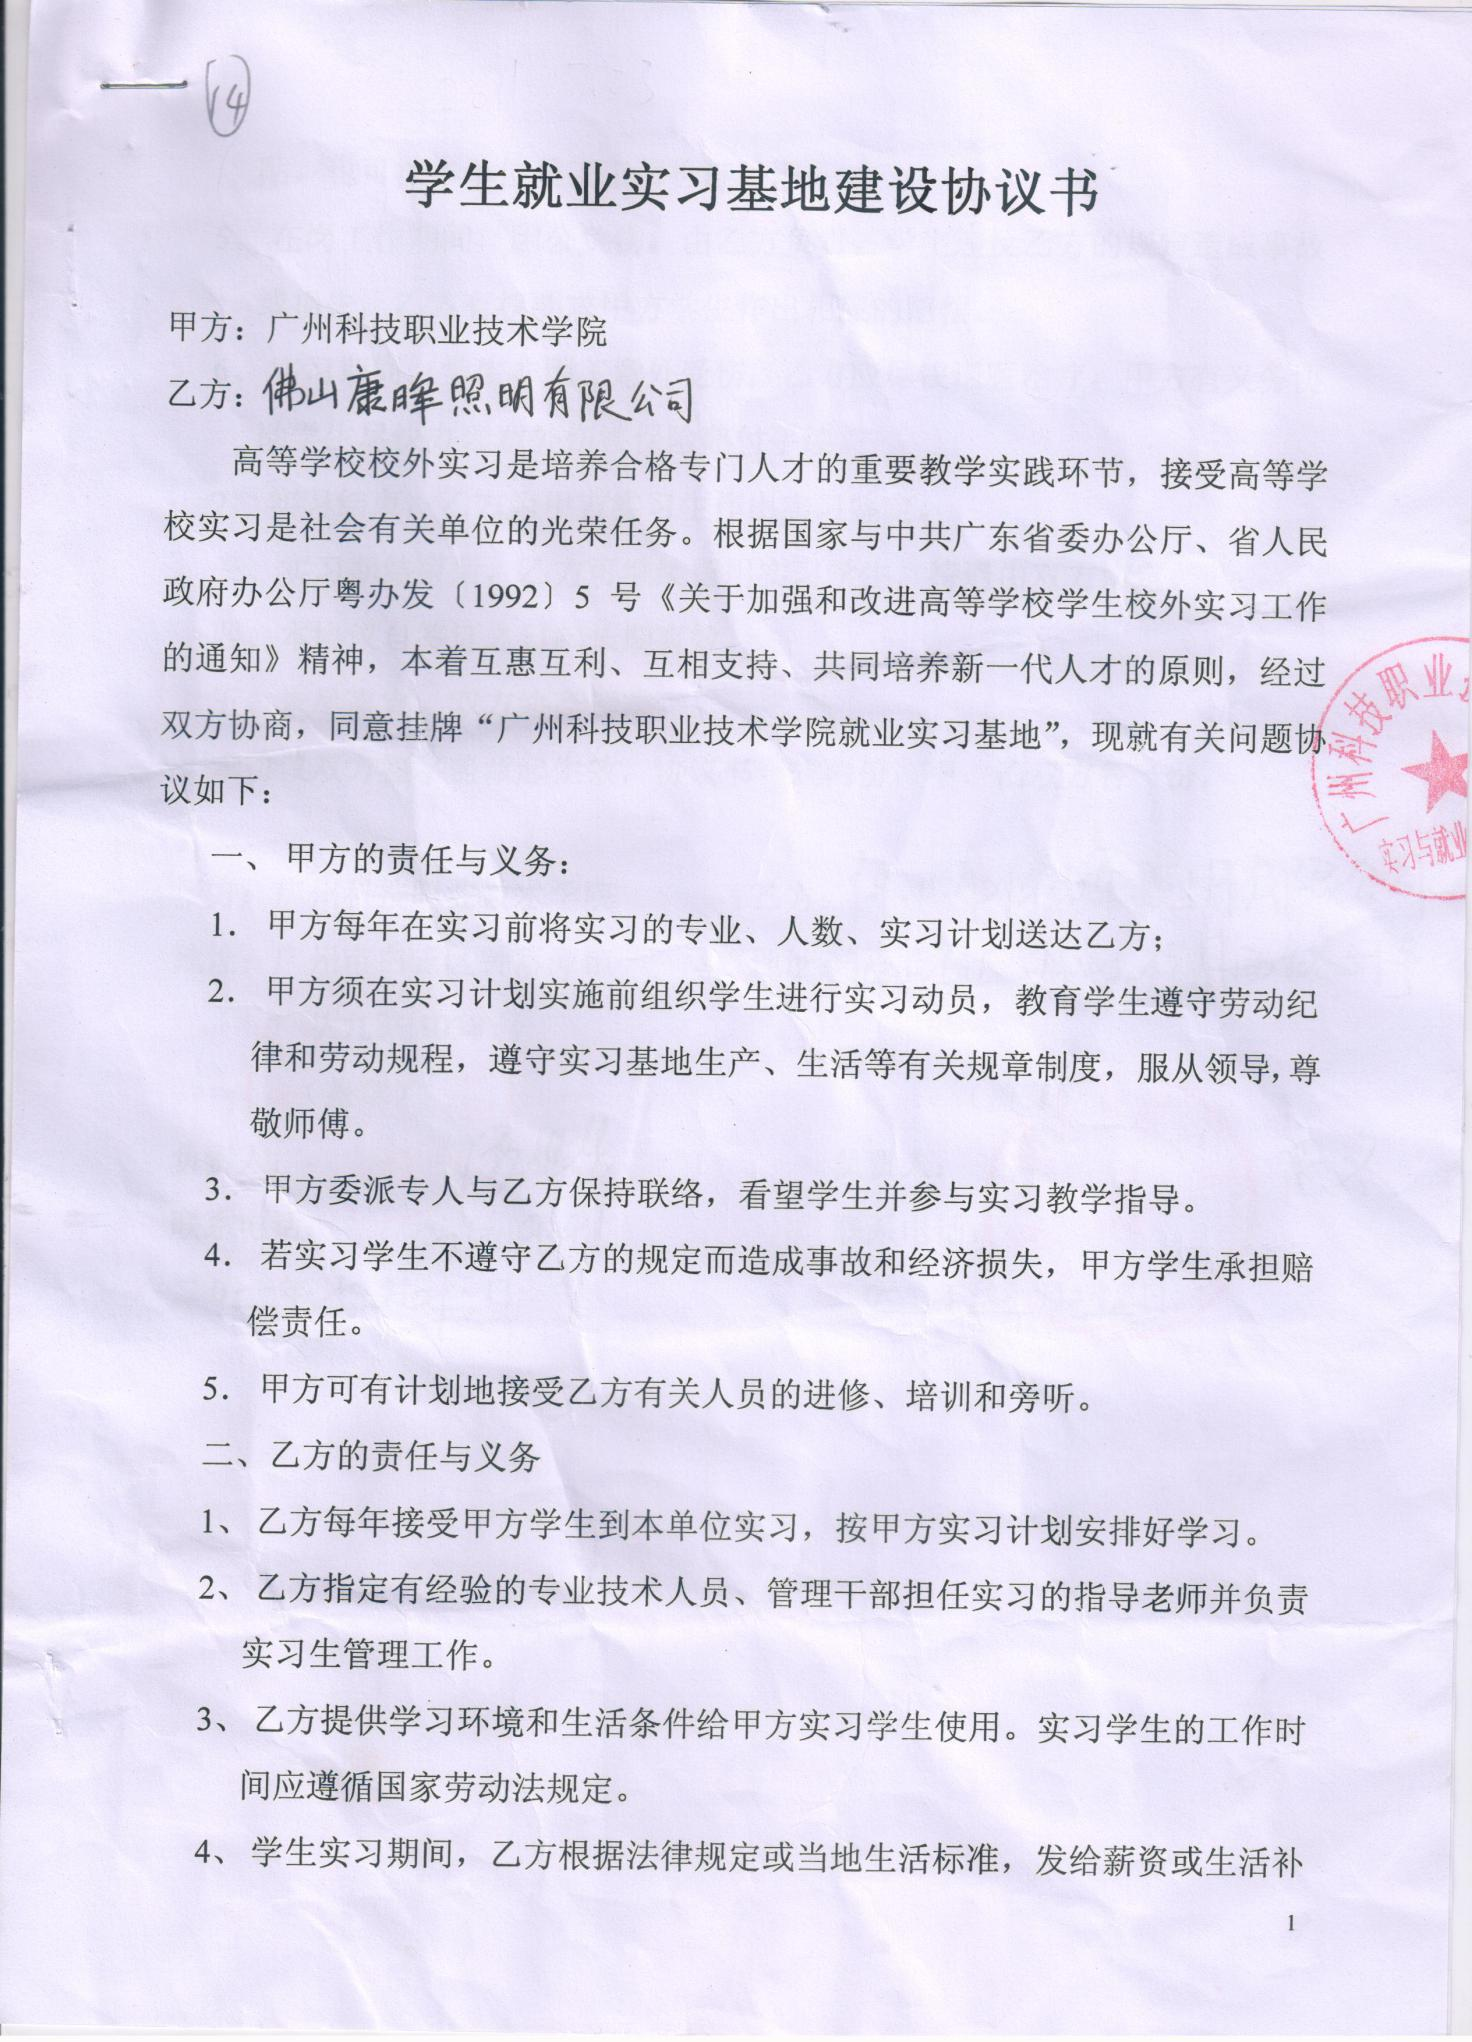 14
学生就业实习基地建设协议书
甲方：广州科技职业技术学院
乙方：佛山康晖照明有限公司
高等学校校外实习是培养合格专门人才的重要教学实践环节，接受高等学
校实习是社会有关单位的光荣任务。根据国家与中共广东省委办公厅、省人民
政府办公厅粤办发〔1992〕5 号《关于加强和改进高等学校学生校外实习工作
的通知》精神，本着互惠互利、互相支持、共同培养新一代人才的原则，经过
双方协商，同意挂牌“广州科技职业技术学院就业实习基地”，现就有关问题协
议如下：
一、 甲方的责任与义务：
1. 甲方每年在实习前将实习的专业、人数、实习计划送达乙方；
2. 甲方须在实习计划实施前组织学生进行实习动员，教育学生遵守劳动纪
律和劳动规程，遵守实习基地生产、生活等有关规章制度，服从领导，尊
敬师傅。
3. 甲方委派专人与乙方保持联络，看望学生并参与实习教学指导。
4. 若实习学生不遵守乙方的规定而造成事故和经济损失，甲方学生承担赔
偿责任。
5. 甲方可有计划地接受乙方有关人员的进修、培训和旁听。
二、乙方的责任与义务
1、 乙方每年接受甲方学生到本单位实习，按甲方实习计划安排好学习。
2、 乙方指定有经验的专业技术人员、管理干部担任实习的指导老师并负责
实习生管理工作。
3、 乙方提供学习环境和生活条件给甲方实习学生使用。实习学生的工作时
间应遵循国家劳动法规定。
4、 学生实习期间，乙方根据法律规定或当地生活标准，发给薪资或生活补
1
广州科技职业
实习与就业